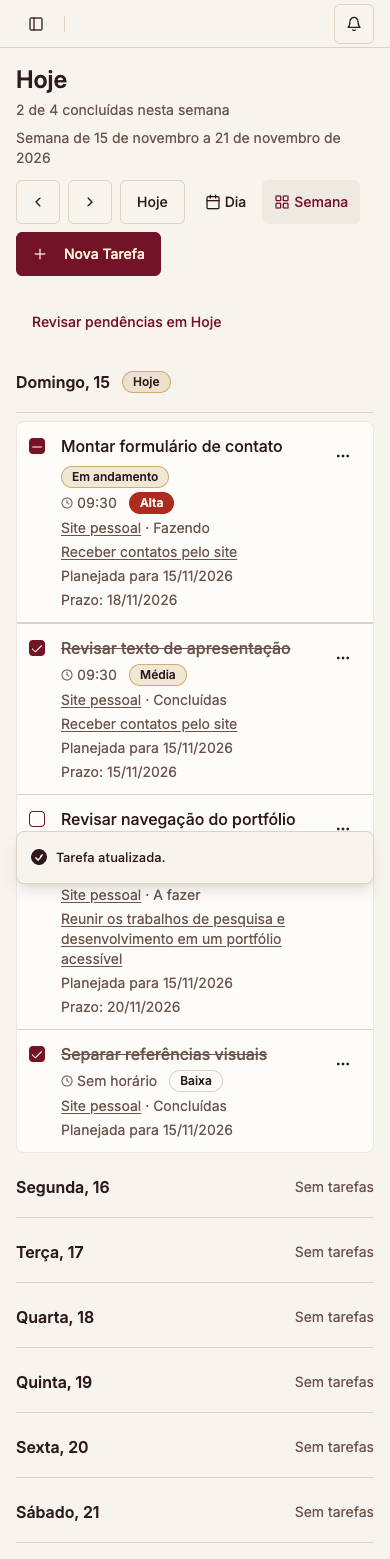 Hoje
2 de 4 concluídas nesta semana
Semana de 15 de novembro a 21 de novembro de
2026
Hoje
Dia
Semana
Nova Tarefa
Revisar pendências em Hoje
Domingo, 15
Hoje
Montar formulário de contato
Em andamento
09:30
Alta
Site pessoal · Fazendo
Receber contatos pelo site
Planejada para 15/11/2026
Prazo: 18/11/2026
Revisar texto de apresentação
09:30
Média
Site pessoal · Concluídas
Receber contatos pelo site
Planejada para 15/11/2026
Prazo: 15/11/2026
Revisar navegação do portfólio
Tarefa atualizada.
Site pessoal · A fazer
Reunir os trabalhos de pesquisa e
desenvolvimento em um portfólio
acessível
Planejada para 15/11/2026
Prazo: 20/11/2026
Separar referências visuais
Sem horário
Baixa
Site pessoal · Concluídas
Planejada para 15/11/2026
Segunda, 16
Sem tarefas
Terça, 17
Sem tarefas
Quarta, 18
Sem tarefas
Quinta, 19
Sem tarefas
Sexta, 20
Sem tarefas
Sábado, 21
Sem tarefas